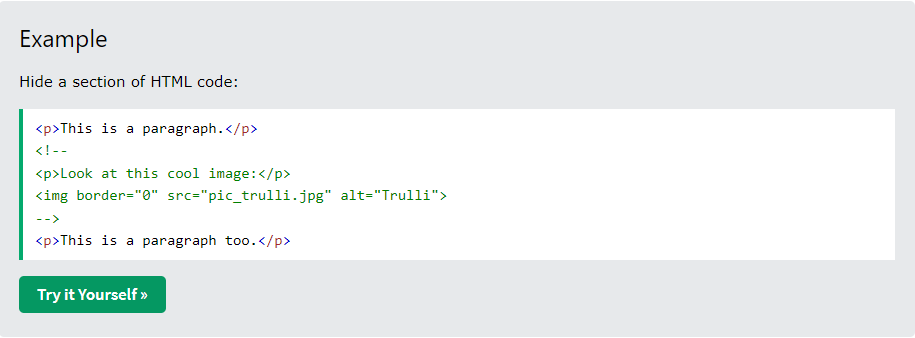 Example
Hide a section of HTML code:
<p>This is a paragraph.</p>
<!--
<p>Look at this cool image:</p>
<img border="0" src="pic_trulli.jpg" alt="Trulli">
-->
<p>This is a paragraph too.</p>
Try it Yourself »